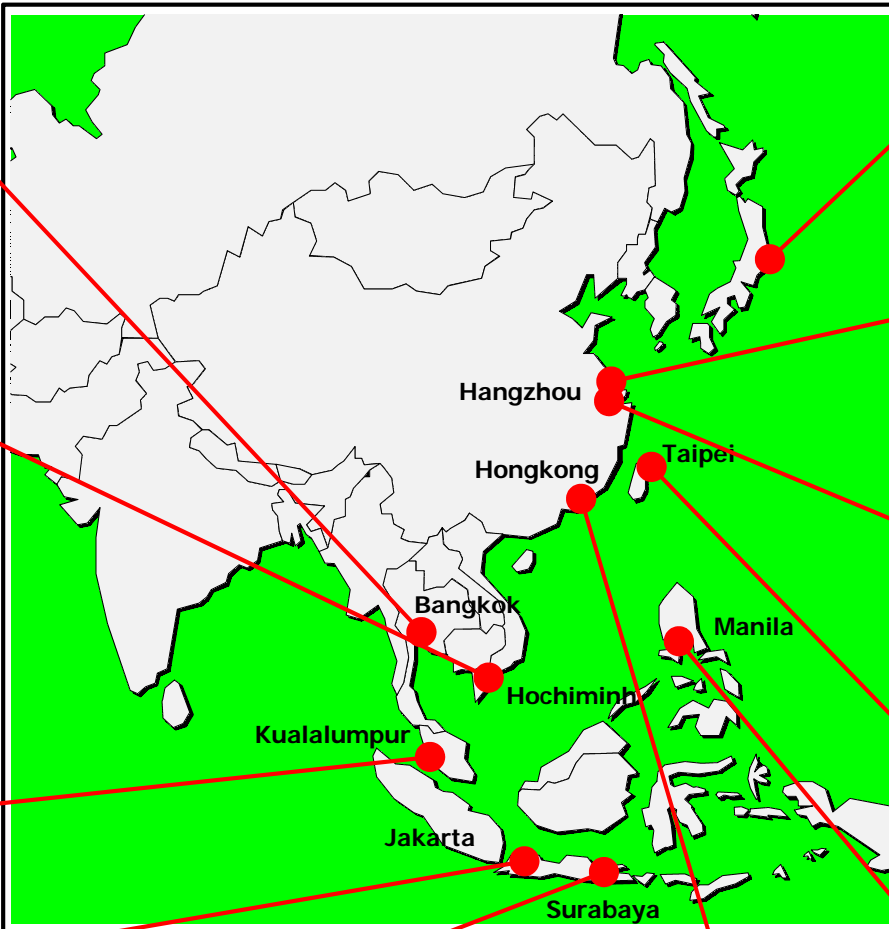 Hangzhou
Taipei
Hongkong
Bangkok
Manila
Hochiminh
Kualalumpur
Jakarta
Surabaya